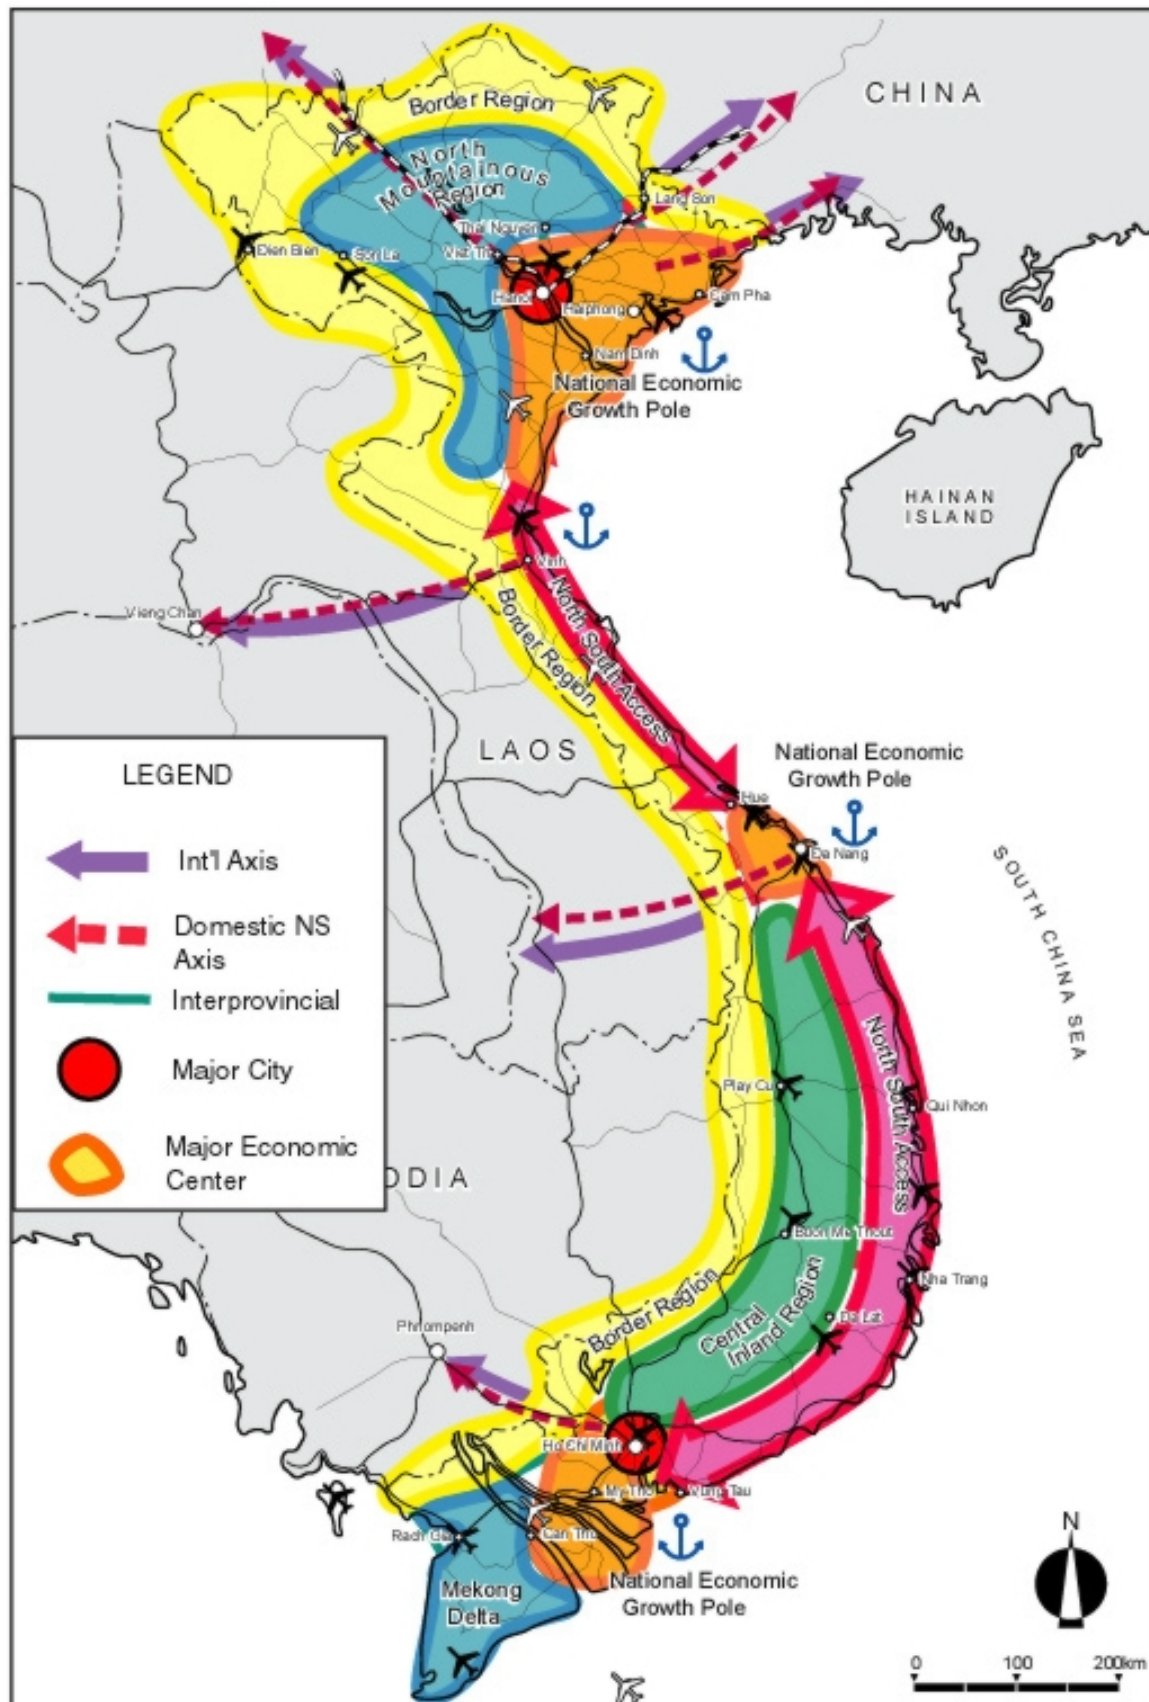 CHINA
Border Region
North
Mountainous
Region
Lang Son
Thai Nguyen
Viet Tri
Dien Bien
Son La
Hanoi
Haiphong
Cam Pha
Nam Dinh
National Economic
Growth Pole
HAINAN
ISLAND
Vinh
Vieng Chan
North South Access
Border Region
LAOS
National Economic
Growth Pole
Hue
Da Nang
SOUTH CHINA SEA
LEGEND
Int'l Axis
Domestic NS
Axis
Interprovincial
Major City
Major Economic
Center
ODIA
Play Cu
North South Access
Qui Nhon
Buon Me Thout
Nha Trang
Da Lat
Border Region
Central
Inland Region
Phnompenh
Ho Chi Minh
My Tho
Vung Tau
Rach Gia
Can Tho
National Economic
Growth Pole
Mekong
Delta
N
0 100 200km